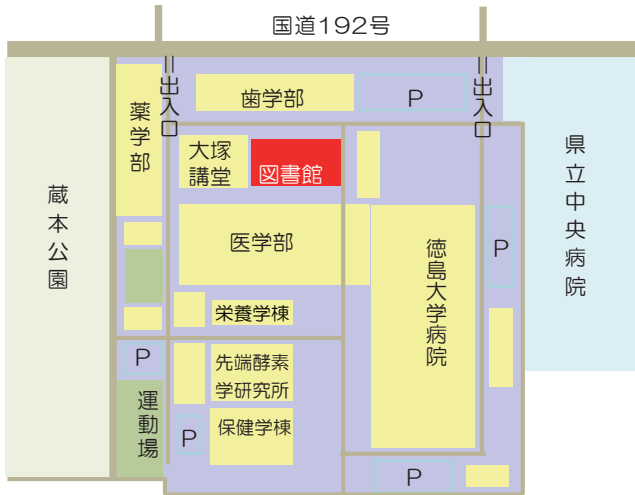 国道192号
出入口
歯学部
P
出入口
薬学部
大塚
講堂
図書館
県立中央病院
蔵本公園
医学部
徳島大学病院
P
栄養学棟
P
先端酵素
学研究所
運動場
P
保健学棟
P